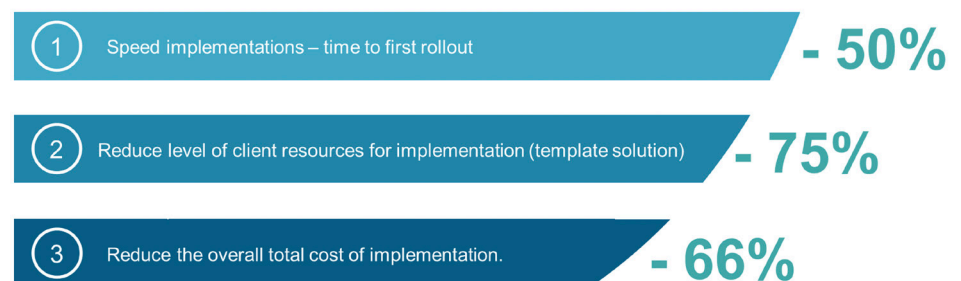 1 Speed implementations – time to first rollout - 50%
2 Reduce level of client resources for implementation (template solution) - 75%
3 Reduce the overall total cost of implementation. - 66%